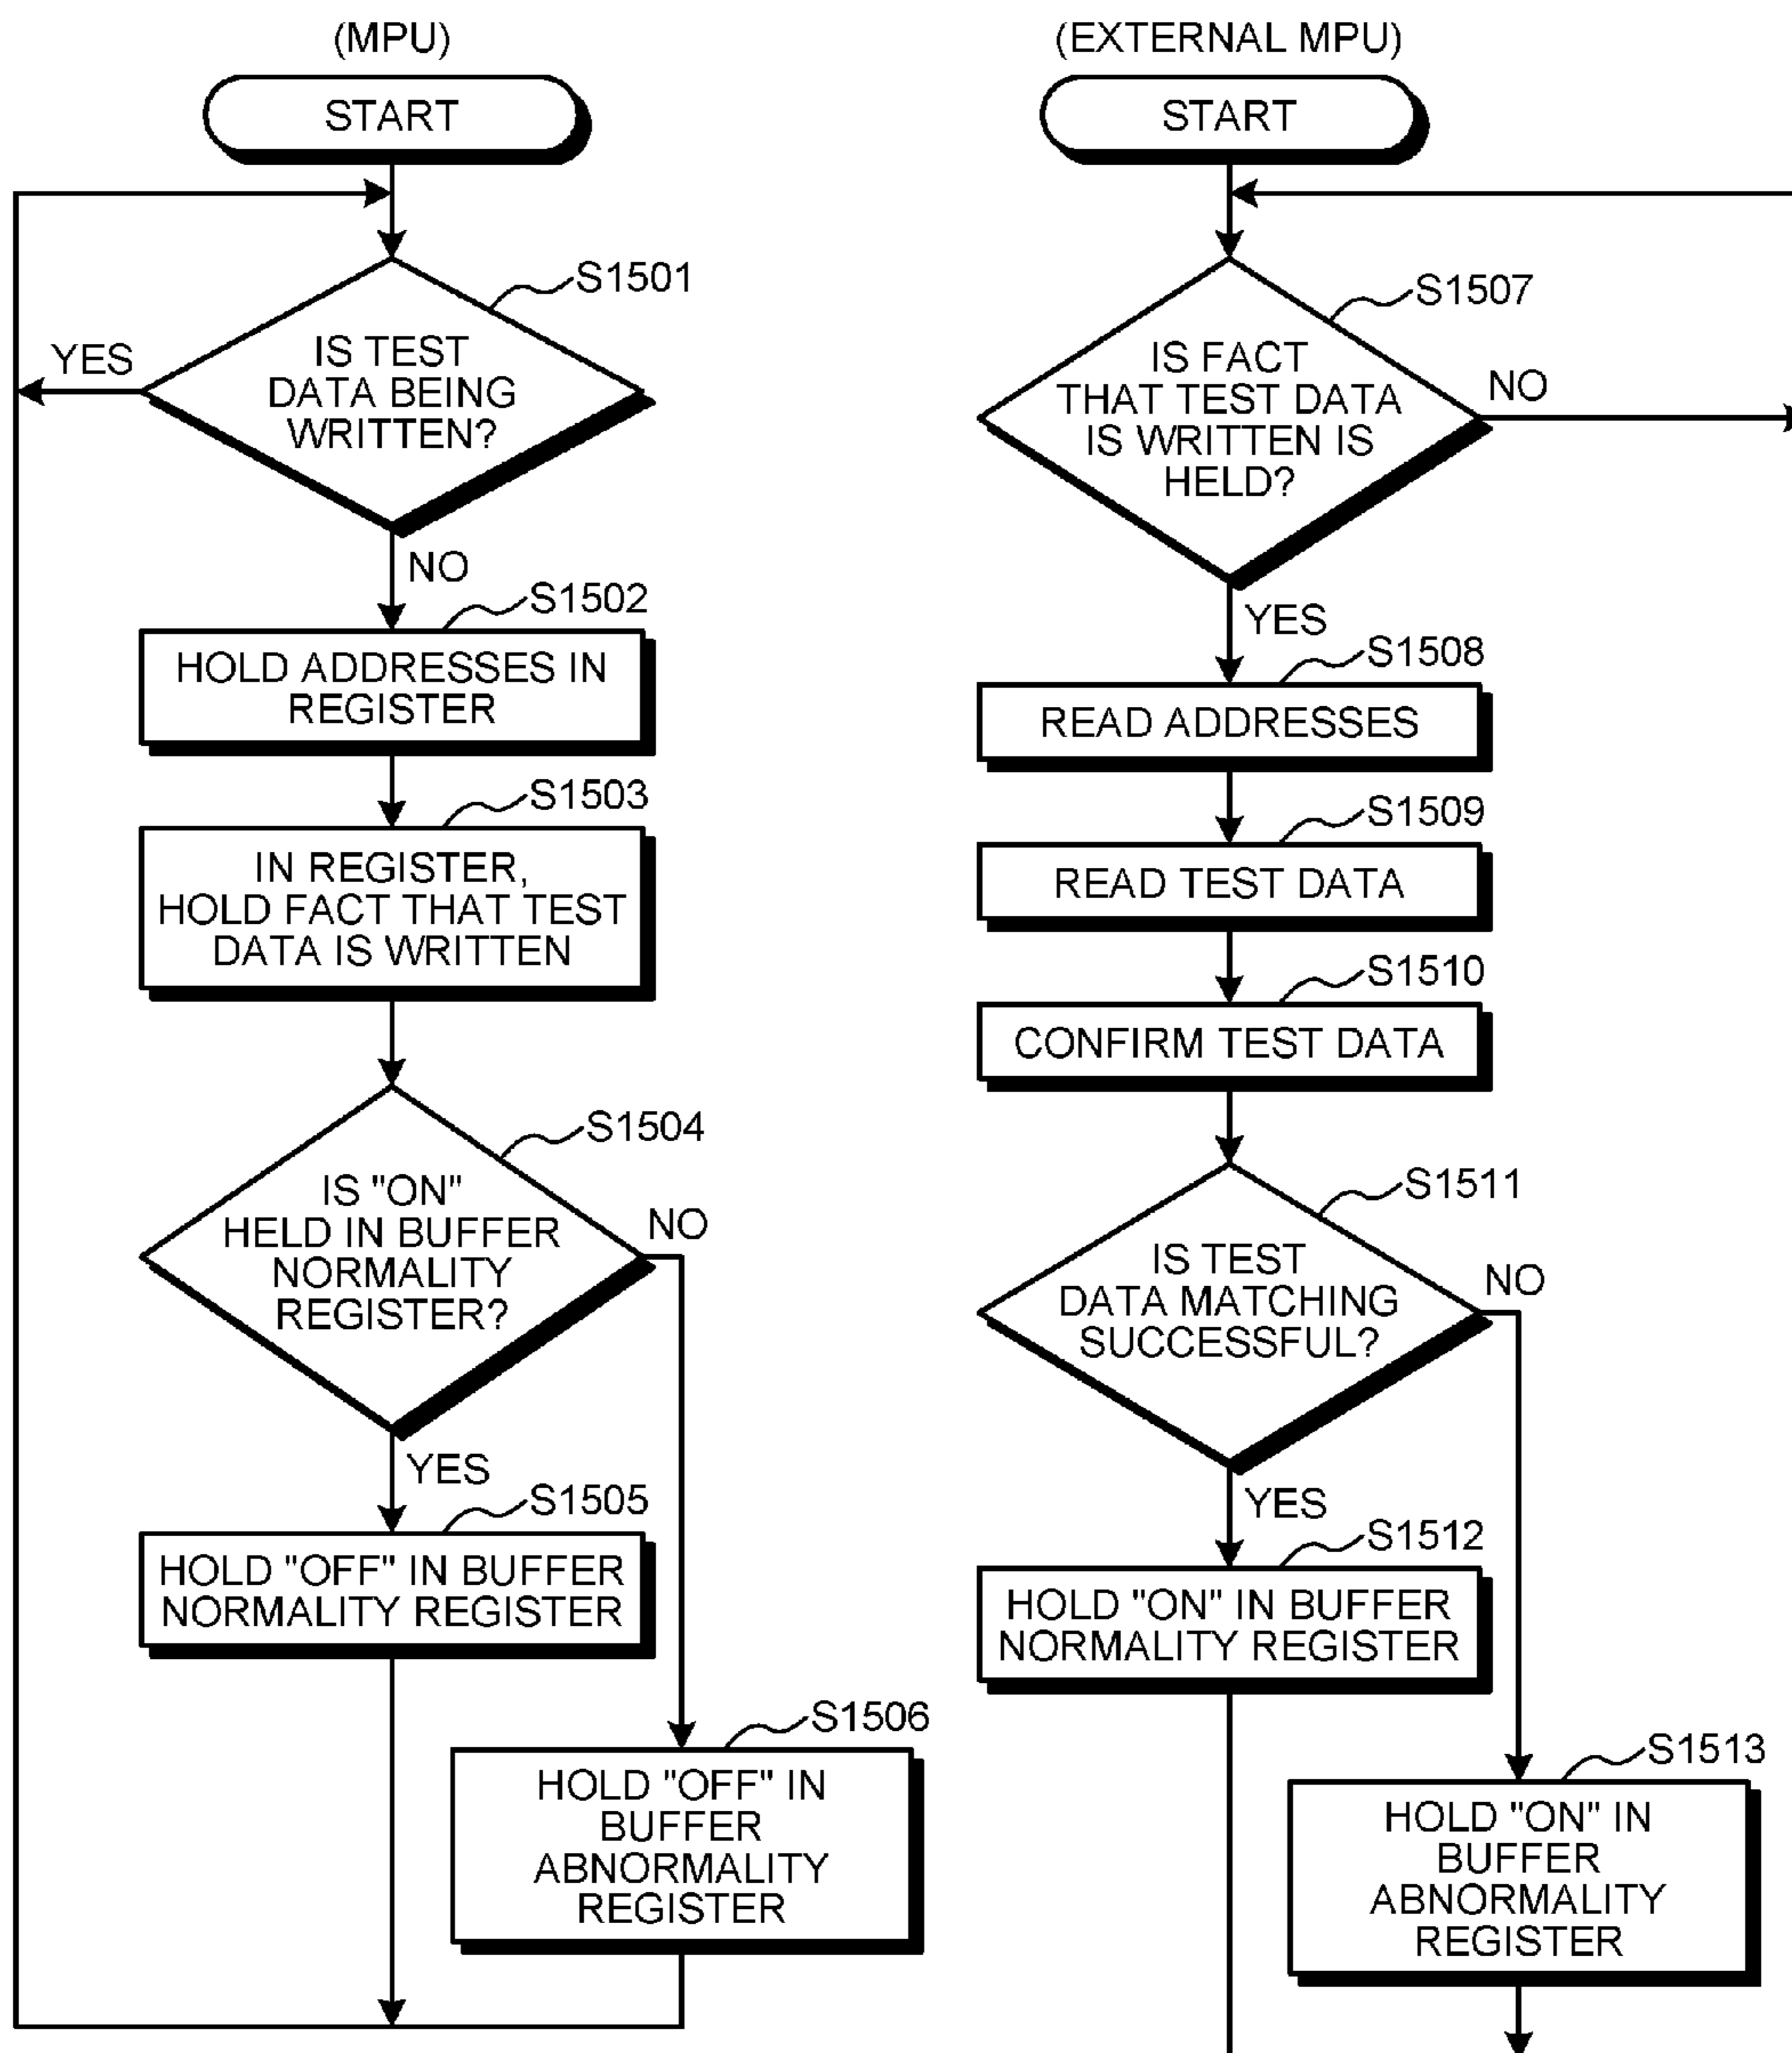 (MPU)
START
S1501
IS TEST
DATA BEING
WRITTEN?
YES
NO
S1502
HOLD ADDRESSES IN
REGISTER
S1503
IN REGISTER,
HOLD FACT THAT TEST
DATA IS WRITTEN
S1504
IS "ON"
HELD IN BUFFER
NORMALITY
REGISTER?
NO
YES
S1505
HOLD "OFF" IN BUFFER
NORMALITY REGISTER
S1506
HOLD "OFF" IN
BUFFER
ABNORMALITY
REGISTER
(EXTERNAL MPU)
START
S1507
IS FACT
THAT TEST DATA
IS WRITTEN IS
HELD?
NO
YES
S1508
READ ADDRESSES
S1509
READ TEST DATA
S1510
CONFIRM TEST DATA
S1511
IS TEST
DATA MATCHING
SUCCESSFUL?
NO
YES
S1512
HOLD "ON" IN BUFFER
NORMALITY REGISTER
S1513
HOLD "ON" IN
BUFFER
ABNORMALITY
REGISTER